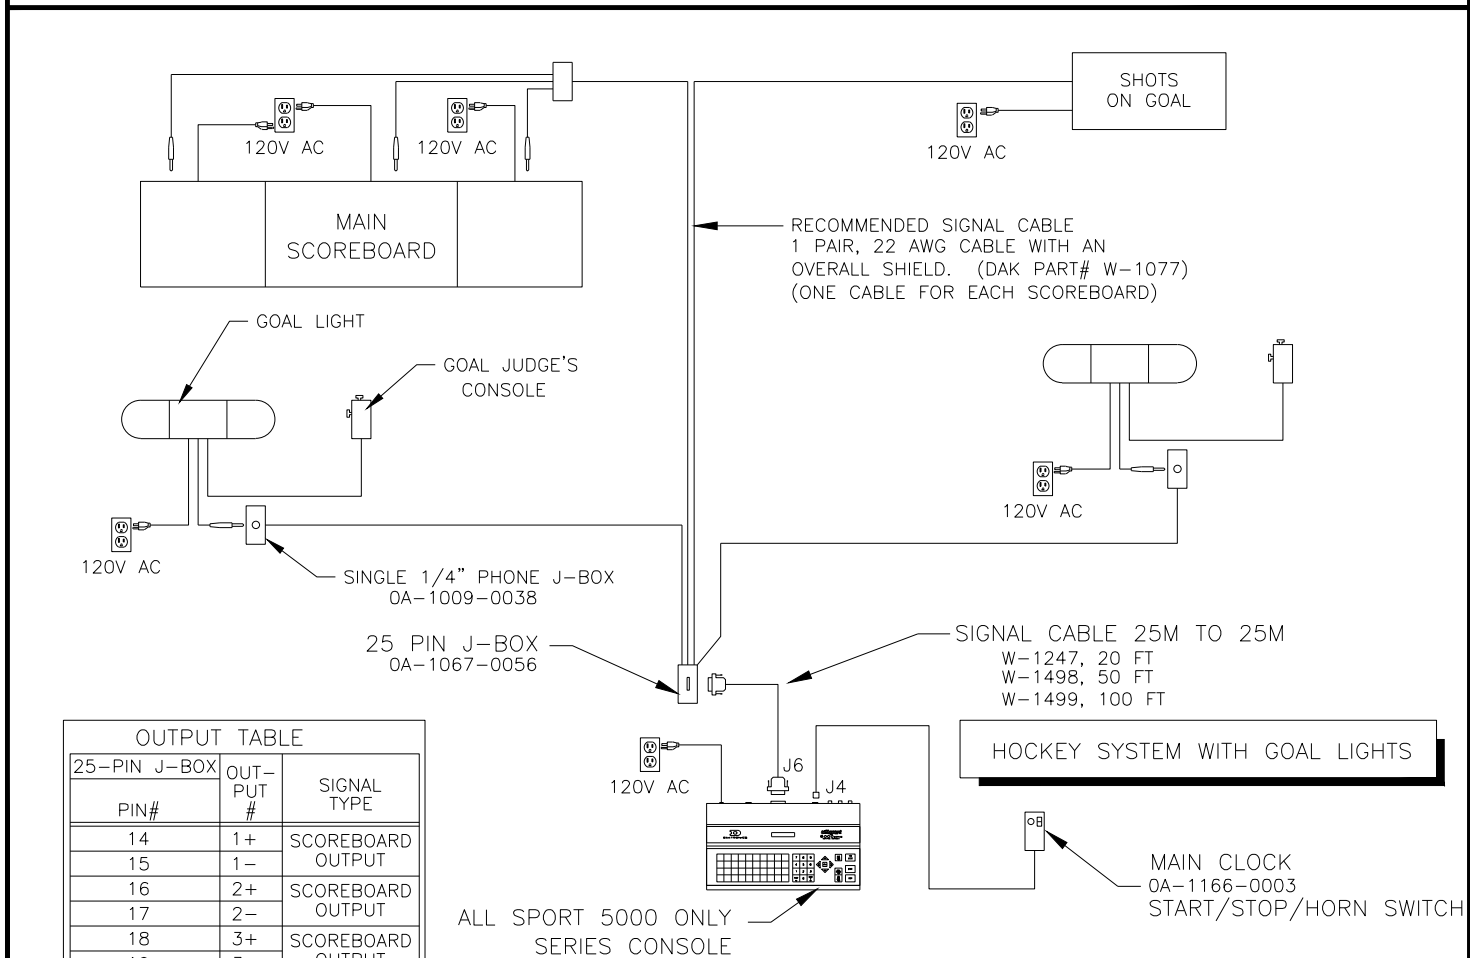 SHOTS
ON GOAL
120V AC
120V AC
120V AC
MAIN
SCOREBOARD
RECOMMENDED SIGNAL CABLE
1 PAIR, 22 AWG CABLE WITH AN
OVERALL SHIELD. (DAK PART# W-1077)
(ONE CABLE FOR EACH SCOREBOARD)
GOAL LIGHT
GOAL JUDGE'S
CONSOLE
120V AC
120V AC
SINGLE 1/4" PHONE J-BOX
0A-1009-0038
25 PIN J-BOX
0A-1067-0056
SIGNAL CABLE 25M TO 25M
W-1247, 20 FT
W-1498, 50 FT
W-1499, 100 FT
HOCKEY SYSTEM WITH GOAL LIGHTS
J6
J4
120V AC
MAIN CLOCK
0A-1166-0003
START/STOP/HORN SWITCH
ALL SPORT 5000 ONLY
SERIES CONSOLE
OUTPUT TABLE
25-PIN J-BOX
PIN#
OUT-
PUT
#
SIGNAL
TYPE
14 1+ SCOREBOARD
15 1- OUTPUT
16 2+ SCOREBOARD
17 2- OUTPUT
18 3+ SCOREBOARD
OUTPUT